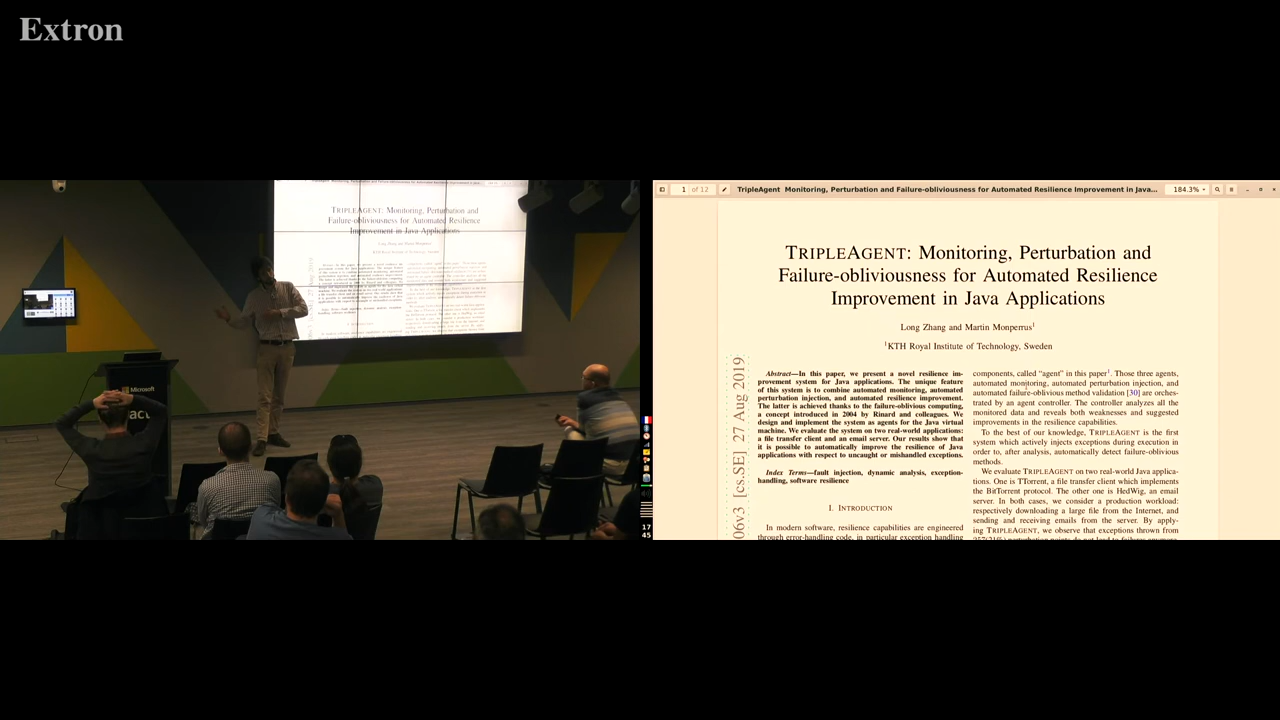 Extron
TRIPLEAGENT: Monitoring, Perturbation and
Failure-obliviousness for Automated Resilience
Improvement in Java Applications
Microsoft
1 of 12
TripleAgent Monitoring, Perturbation and Failure-obliviousness for Automated Resilience Improvement in Java...
184.3%
TRIPLEAGENT: Monitoring, Perturbation and
Failure-obliviousness for Automated Resilience
Improvement in Java Applications
Long Zhang and Martin Monperrus1
1KTH Royal Institute of Technology, Sweden
06v3 [cs.SE] 27 Aug 2019
Abstract—In this paper, we present a novel resilience im-
provement system for Java applications. The unique feature
of this system is to combine automated monitoring, automated
perturbation injection, and automated resilience improvement.
The latter is achieved thanks to the failure-oblivious computing,
a concept introduced in 2004 by Rinard and colleagues. We
design and implement the system as agents for the Java virtual
machine. We evaluate the system on two real-world applications:
a file transfer client and an email server. Our results show that
it is possible to automatically improve the resilience of Java
applications with respect to uncaught or mishandled exceptions.
Index Terms—fault injection, dynamic analysis, exception-
handling, software resilience
I. INTRODUCTION
In modern software, resilience capabilities are engineered
through error-handling code, in particular exception handling
components, called “agent” in this paper1. Those three agents,
automated monitoring, automated perturbation injection, and
automated failure-oblivious method validation [30] are orches-
trated by an agent controller. The controller analyzes all the
monitored data and reveals both weaknesses and suggested
improvements in the resilience capabilities.
To the best of our knowledge, TRIPLEAGENT is the first
system which actively injects exceptions during execution in
order to, after analysis, automatically detect failure-oblivious
methods.
We evaluate TRIPLEAGENT on two real-world Java applica-
tions. One is TTorrent, a file transfer client which implements
the BitTorrent protocol. The other one is HedWig, an email
server. In both cases, we consider a production workload:
respectively downloading a large file from the Internet, and
sending and receiving emails from the server. By apply-
ing TRIPLEAGENT, we observe that exceptions thrown from
17
45